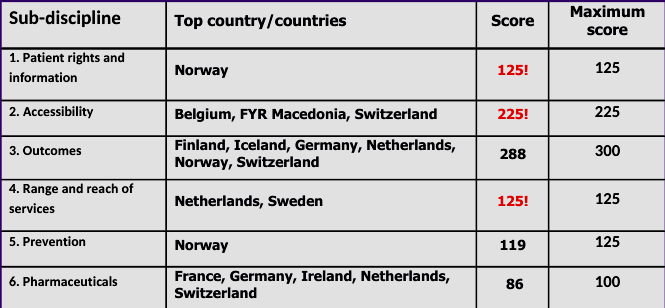 Sub-discipline Top country/countries Score Maximum score
1. Patient rights and information Norway 125! 125
2. Accessibility Belgium, FYR Macedonia, Switzerland 225! 225
3. Outcomes Finland, Iceland, Germany, Netherlands, Norway, Switzerland 288 300
4. Range and reach of services Netherlands, Sweden 125! 125
5. Prevention Norway 119 125
6. Pharmaceuticals France, Germany, Ireland, Netherlands, Switzerland 86 100